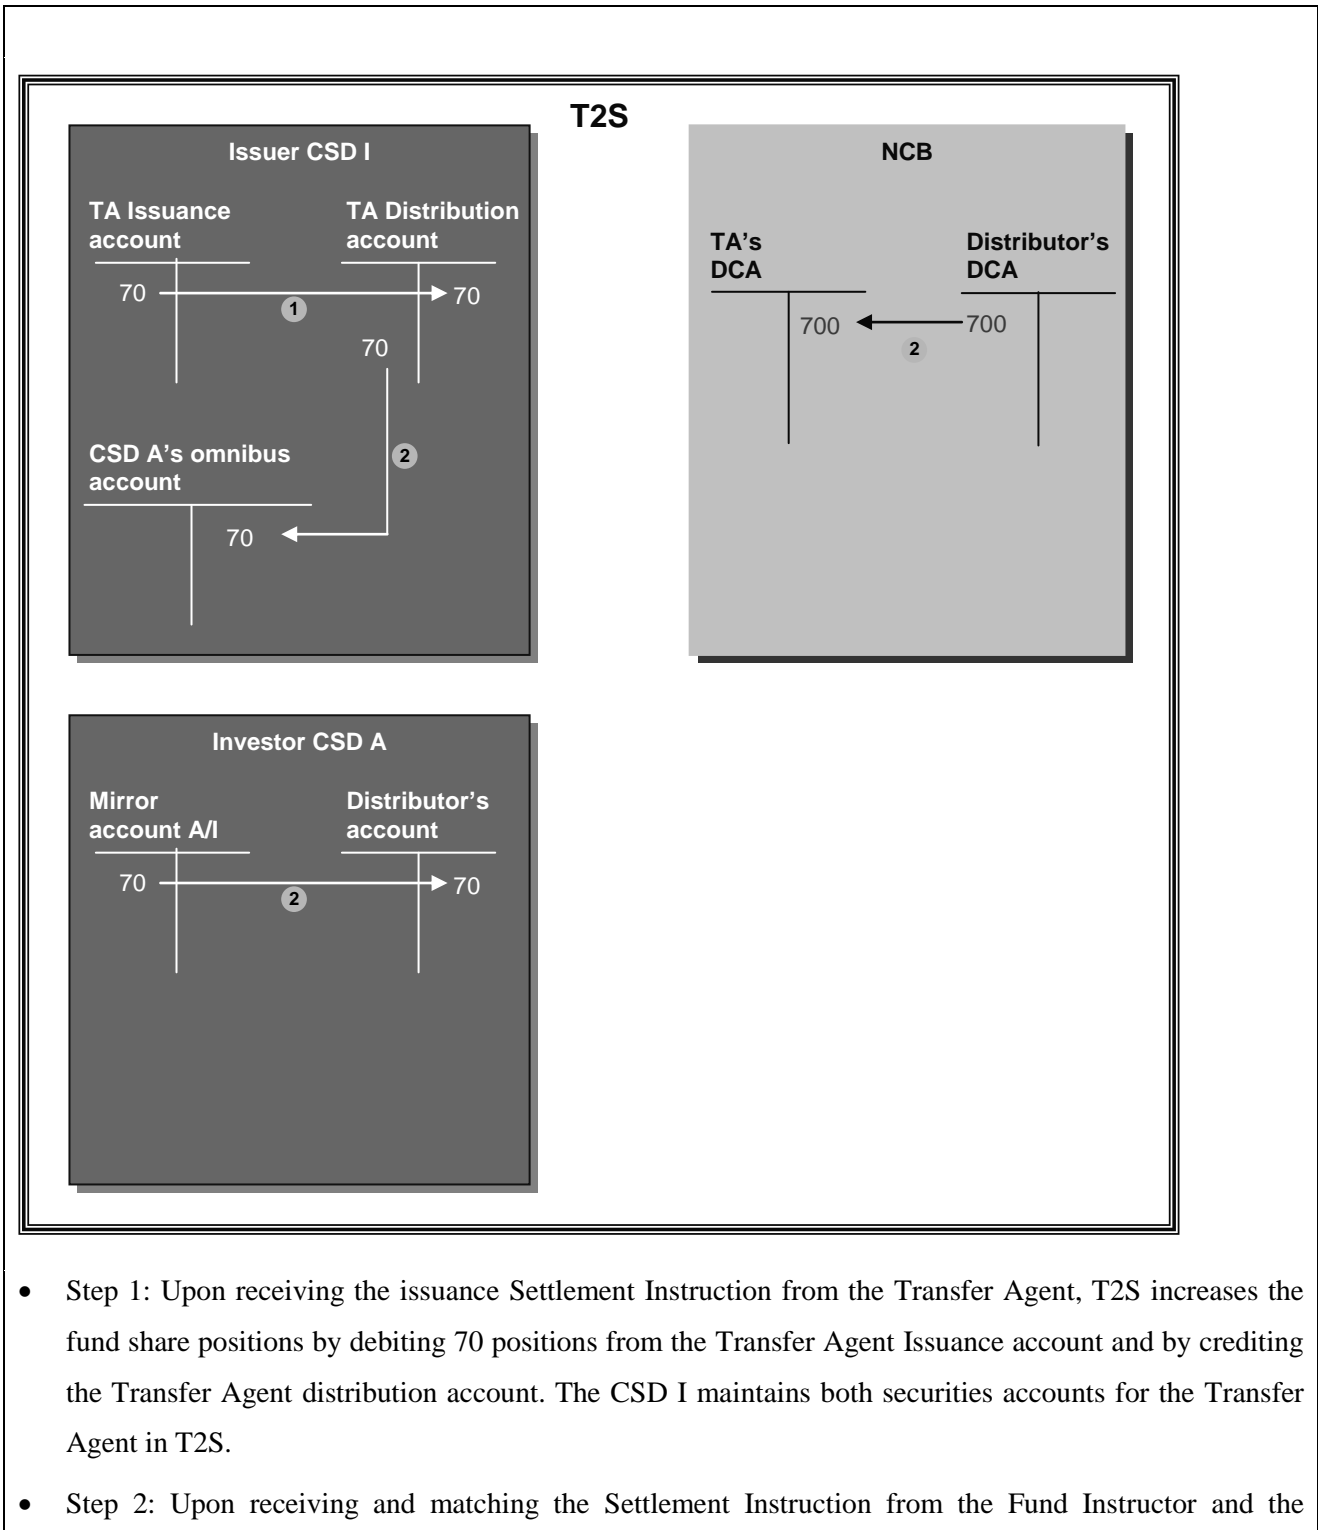 T2S
Issuer CSD I
TA Issuance
account
TA Distribution
account
70
70
1
70
2
CSD A's omnibus
account
70
NCB
TA's
DCA
Distributor's
DCA
700
700
2
Investor CSD A
Mirror
account A/I
Distributor's
account
70
70
2
• Step 1: Upon receiving the issuance Settlement Instruction from the Transfer Agent, T2S increases the
fund share positions by debiting 70 positions from the Transfer Agent Issuance account and by crediting
the Transfer Agent distribution account. The CSD I maintains both securities accounts for the Transfer
Agent in T2S.
• Step 2: Upon receiving and matching the Settlement Instruction from the Fund Instructor and the